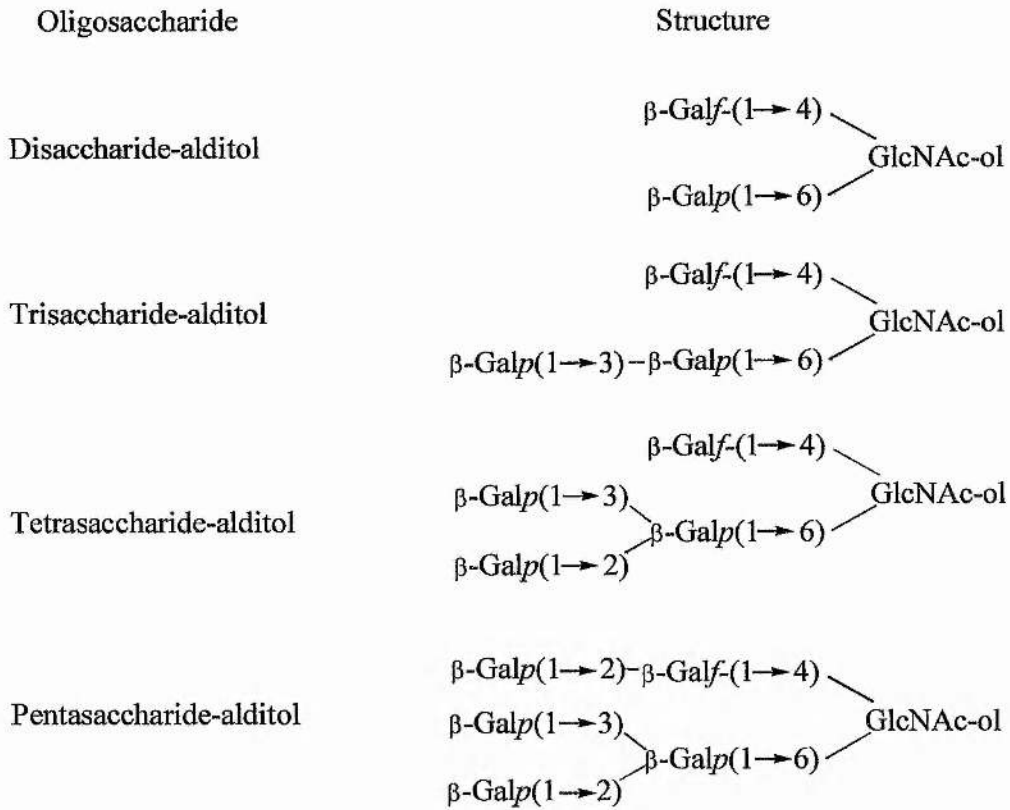 Oligosaccharide Structure
β-Galf-(1→4)
Disaccharide-alditol GlcNAc-ol
β-Galp(1→6)
β-Galf-(1→4)
Trisaccharide-alditol GlcNAc-ol
β-Galp(1→3)-β-Galp(1→6)
β-Galf-(1→4)
β-Galp(1→3) GlcNAc-ol
Tetrasaccharide-alditol β-Galp(1→6)
β-Galp(1→2)
β-Galp(1→2)-β-Galf-(1→4)
Pentasaccharide-alditol β-Galp(1→3) GlcNAc-ol
β-Galp(1→6)
β-Galp(1→2)